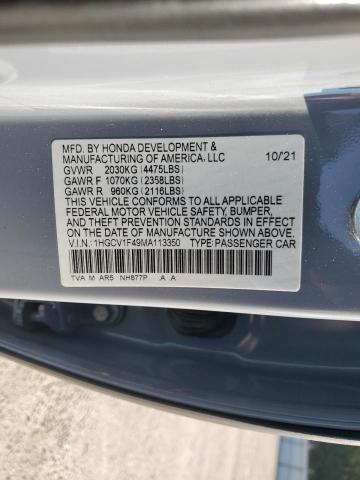 MFD. BY HONDA DEVELOPMENT &
MANUFACTURING OF AMERICA, LLC 10/21
GVWR 2030KG (4475LBS)
GAWR F 1070KG (2358LBS)
GAWR R 960KG (2116LBS)
THIS VEHICLE CONFORMS TO ALL APPLICABLE
FEDERAL MOTOR VEHICLE SAFETY, BUMPER,
AND THEFT PREVENTION STANDARDS IN
EFFECT ON THE DATE OF MANUFACTURE
SHOWN ABOVE.
V.I.N.: 1HGCV1F49MA113350 TYPE: PASSENGER CAR
TVA M AR5 NH877P A A